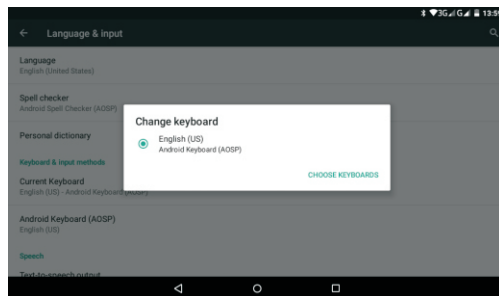 3G G 13:59
Language & input
Language
English (United States)
Spell checker
Android Spell Checker (AOSP)
Change keyboard
English (US)
Android Keyboard (AOSP)
CHOOSE KEYBOARDS
Personal dictionary
Keyboard & input methods
Current Keyboard
English (US) - Android Keyboard (AOSP)
Android Keyboard (AOSP)
English (US)
Speech
Text-to-speech output